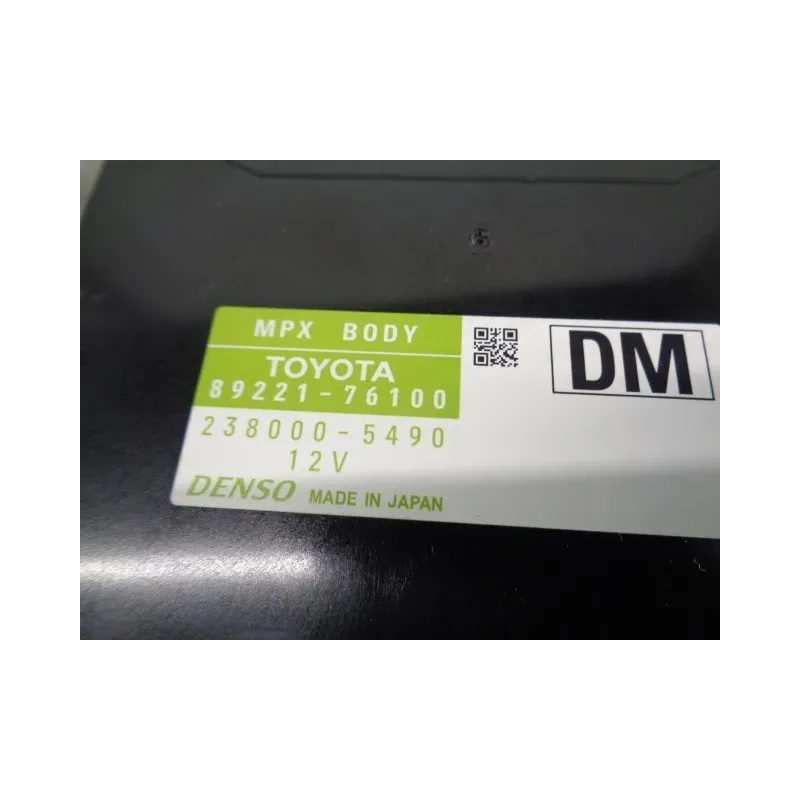 MPX BODY
TOYOTA
89221-76100
238000-5490
12V
DENSO MADE IN JAPAN
DM